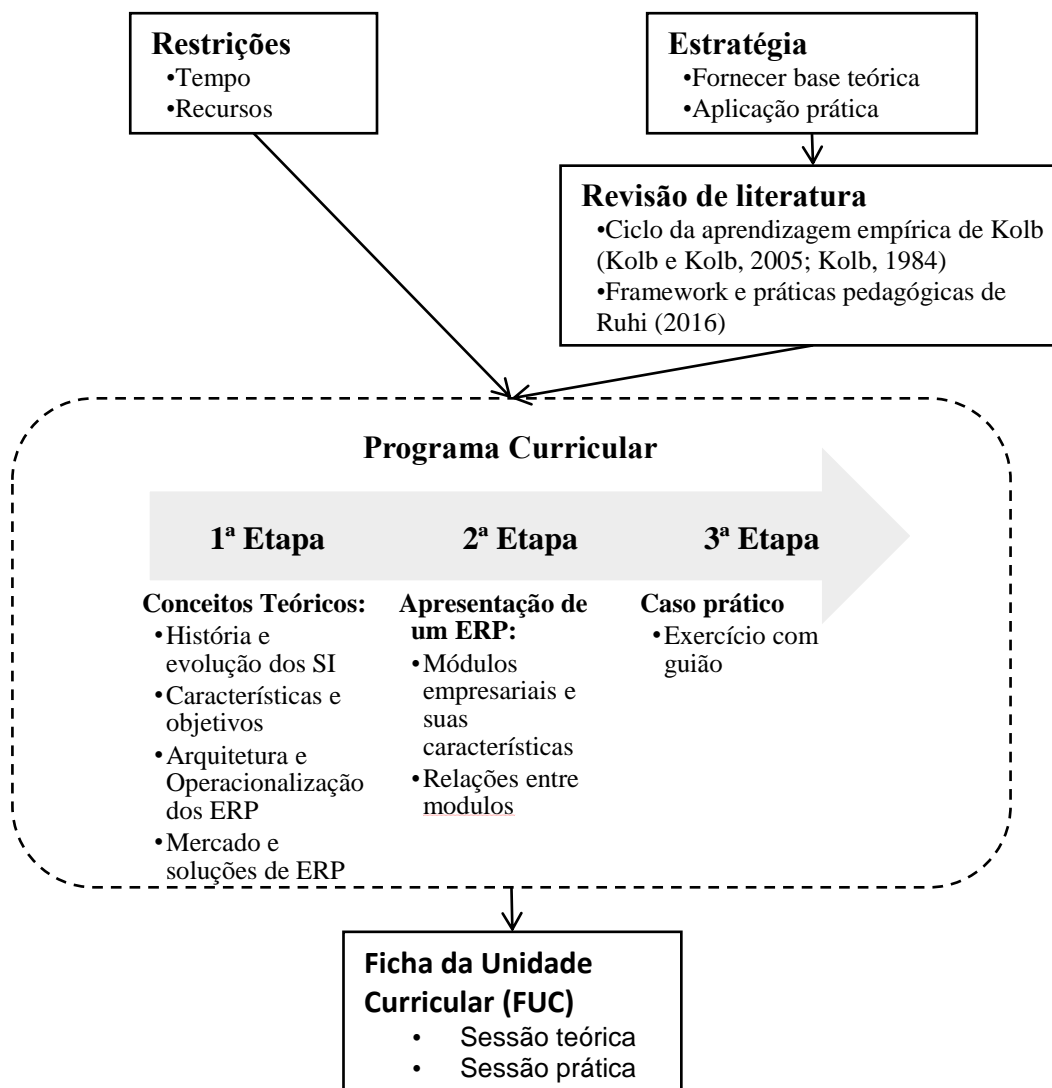 Restrições
•Tempo
•Recursos
Estratégia
•Fornecer base teórica
•Aplicação prática
Revisão de literatura
•Ciclo da aprendizagem empírica de Kolb
(Kolb e Kolb, 2005; Kolb, 1984)
•Framework e práticas pedagógicas de
Ruhi (2016)
Programa Curricular
1ª Etapa
2ª Etapa
3ª Etapa
Conceitos Teóricos:
•História e
evolução dos SI
•Características e
objetivos
•Arquitetura e
Operacionalização
dos ERP
•Mercado e
soluções de ERP
Apresentação de
um ERP:
•Módulos
empresariais e
suas
características
•Relações entre
modulos
Caso prático
•Exercício com
guião
Ficha da Unidade
Curricular (FUC)
• Sessão teórica
• Sessão prática